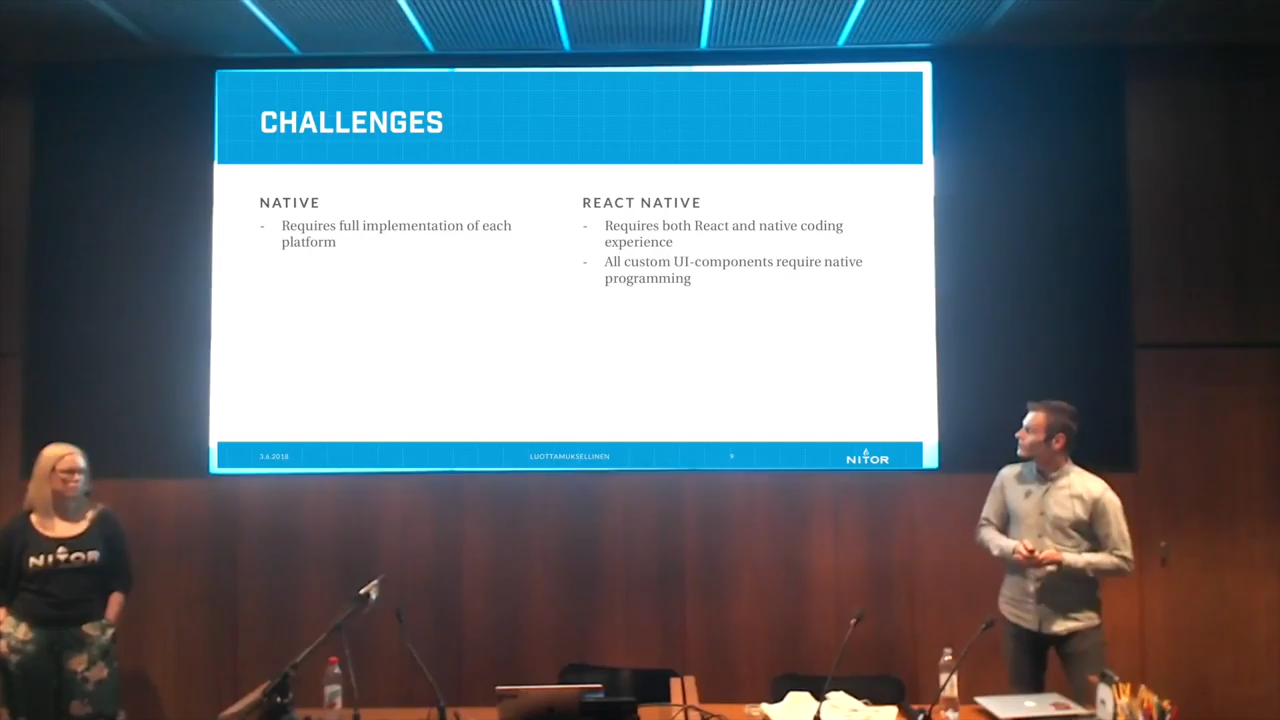 CHALLENGES
NATIVE
- Requires full implementation of each
platform
REACT NATIVE
- Requires both React and native coding
experience
- All custom UI-components require native
programming
3.6.2018
LUOTTAMUKSELLINEN
9
NITOR
NITOR